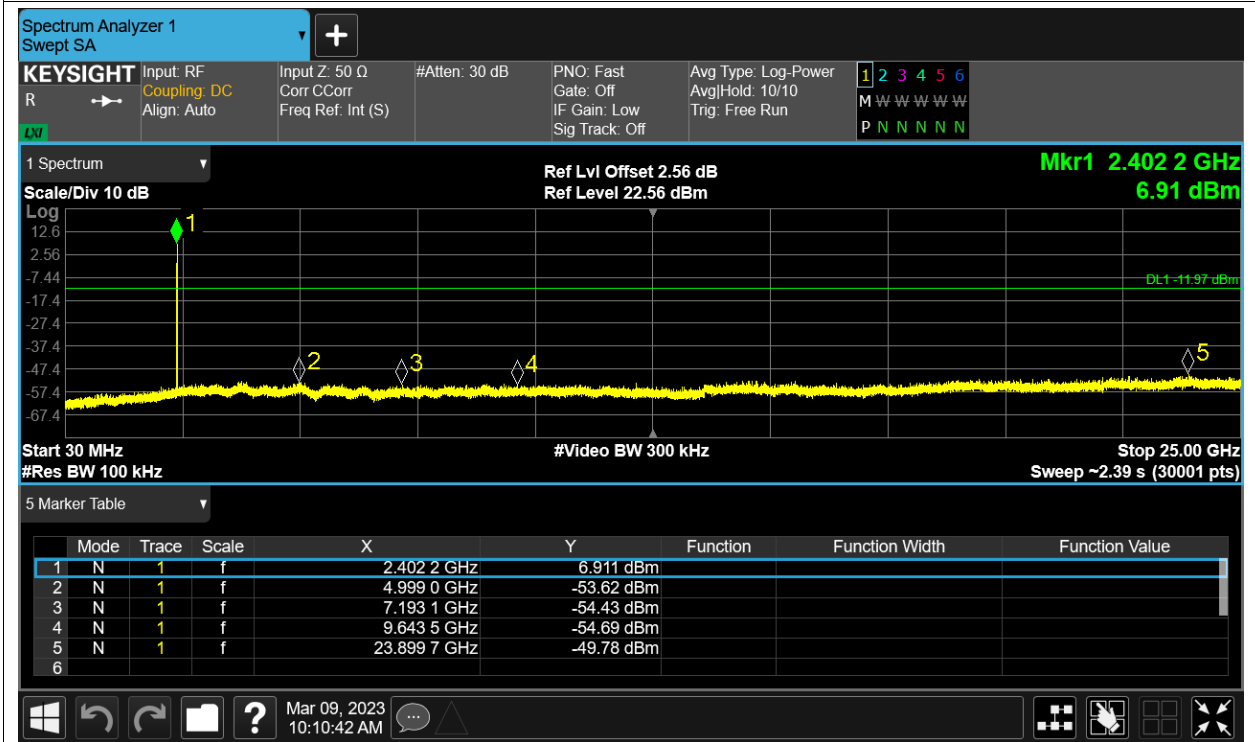 Spectrum Analyzer 1
Swept SA
KEYSIGHT Input: RF Input Z: 50 Ω #Atten: 30 dB PNO: Fast Avg Type: Log-Power 1 2 3 4 5 6
R Coupling: DC Corr CCorr Gate: Off Avg|Hold: 10/10 M W W W W W
Align: Auto Freq Ref: Int (S) IF Gain: Low Trig: Free Run
LXI Sig Track: Off P N N N N N
1 Spectrum Ref Lvl Offset 2.56 dB Mkr1 2.402 2 GHz
Scale/Div 10 dB Ref Level 22.56 dBm 6.91 dBm
Log
1
12.6
2.56
-7.44
DL1 -11.97 dBm
-17.4
-27.4
-37.4
2 3 4 5
-47.4
-57.4
-67.4
Start 30 MHz #Video BW 300 kHz Stop 25.00 GHz
#Res BW 100 kHz Sweep ~2.39 s (30001 pts)
5 Marker Table
Mode Trace Scale X Y Function Function Width Function Value
1 N 1 f 2.402 2 GHz 6.911 dBm
2 N 1 f 4.999 0 GHz -53.62 dBm
3 N 1 f 7.193 1 GHz -54.43 dBm
4 N 1 f 9.643 5 GHz -54.69 dBm
5 N 1 f 23.899 7 GHz -49.78 dBm
6
? Mar 09, 2023
10:10:42 AM